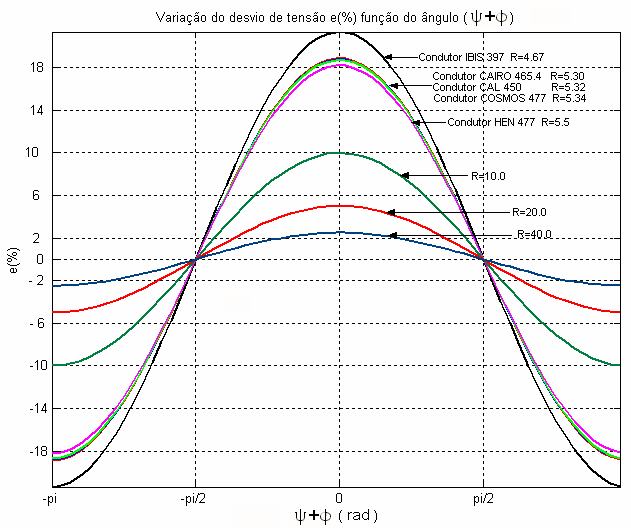 Variação do desvio de tensão e(%) função do ângulo ( ψ+ϕ )
Condutor IBIS 397 R=4.67
Condutor CAIRO 465.4 R=5.30
Condutor CAL 450 R=5.32
Condutor COSMOS 477 R=5.34
Condutor HEN 477 R=5.5
R=10.0
R=20.0
R=40.0
e(%)
18
14
10
6
2
0
-2
-6
-10
-14
-18
-pi
-pi/2
0
pi/2
ψ+ϕ ( rad )